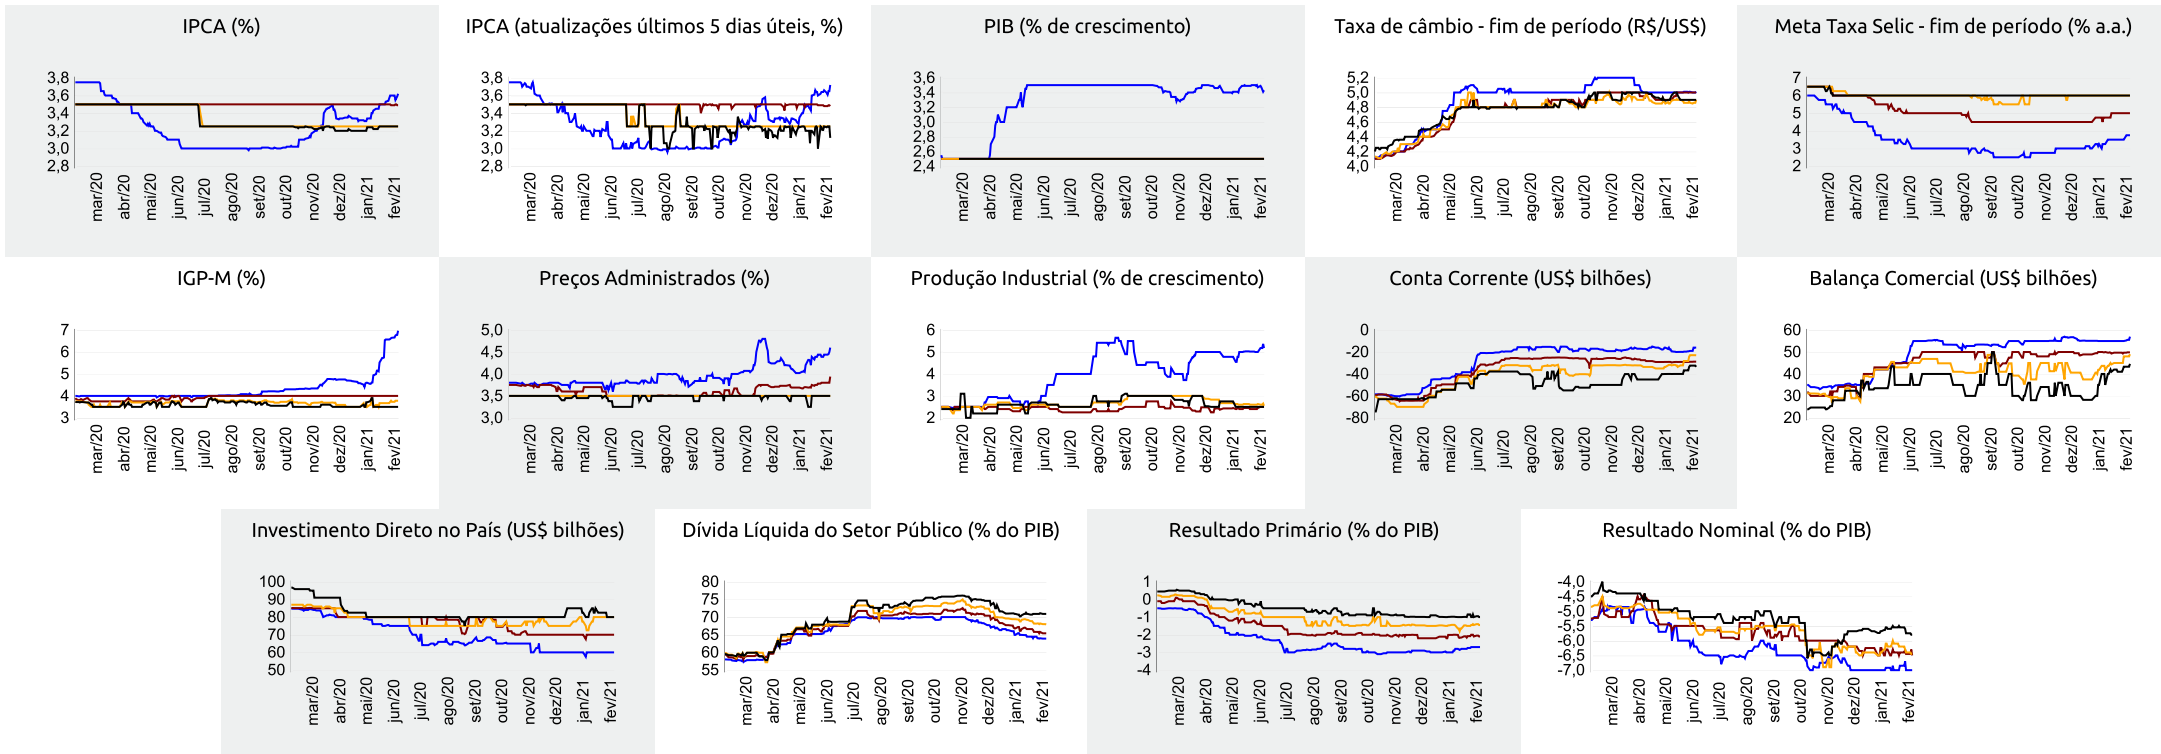 IPCA (%)
3,8
3,6
3,4
3,2
3,0
2,8
mar/20 abr/20 mai/20 jun/20 jul/20 ago/20 set/20 out/20 nov/20 dez/20 jan/21 fev/21
IPCA (atualizações últimos 5 dias úteis, %)
3,8
3,6
3,4
3,2
3,0
2,8
mar/20 abr/20 mai/20 jun/20 jul/20 ago/20 set/20 out/20 nov/20 dez/20 jan/21 fev/21
PIB (% de crescimento)
3,6
3,4
3,2
3,0
2,8
2,6
2,4
mar/20 abr/20 mai/20 jun/20 jul/20 ago/20 set/20 out/20 nov/20 dez/20 jan/21 fev/21
Taxa de câmbio - fim de período (R$/US$)
5,2
5,0
4,8
4,6
4,4
4,2
4,0
mar/20 abr/20 mai/20 jun/20 jul/20 ago/20 set/20 out/20 nov/20 dez/20 jan/21 fev/21
Meta Taxa Selic - fim de período (% a.a.)
7
6
5
4
3
2
mar/20 abr/20 mai/20 jun/20 jul/20 ago/20 set/20 out/20 nov/20 dez/20 jan/21 fev/21
IGP-M (%)
7
6
5
4
3
mar/20 abr/20 mai/20 jun/20 jul/20 ago/20 set/20 out/20 nov/20 dez/20 jan/21 fev/21
Preços Administrados (%)
5,0
4,5
4,0
3,5
3,0
mar/20 abr/20 mai/20 jun/20 jul/20 ago/20 set/20 out/20 nov/20 dez/20 jan/21 fev/21
Produção Industrial (% de crescimento)
6
5
4
3
2
mar/20 abr/20 mai/20 jun/20 jul/20 ago/20 set/20 out/20 nov/20 dez/20 jan/21 fev/21
Conta Corrente (US$ bilhões)
0
-20
-40
-60
-80
mar/20 abr/20 mai/20 jun/20 jul/20 ago/20 set/20 out/20 nov/20 dez/20 jan/21 fev/21
Balança Comercial (US$ bilhões)
60
50
40
30
20
mar/20 abr/20 mai/20 jun/20 jul/20 ago/20 set/20 out/20 nov/20 dez/20 jan/21 fev/21
Investimento Direto no País (US$ bilhões)
100
90
80
70
60
50
mar/20 abr/20 mai/20 jun/20 jul/20 ago/20 set/20 out/20 nov/20 dez/20 jan/21 fev/21
Dívida Líquida do Setor Público (% do PIB)
80
75
70
65
60
55
mar/20 abr/20 mai/20 jun/20 jul/20 ago/20 set/20 out/20 nov/20 dez/20 jan/21 fev/21
Resultado Primário (% do PIB)
1
0
-1
-2
-3
-4
mar/20 abr/20 mai/20 jun/20 jul/20 ago/20 set/20 out/20 nov/20 dez/20 jan/21 fev/21
Resultado Nominal (% do PIB)
-4,0
-4,5
-5,0
-5,5
-6,0
-6,5
-7,0
mar/20 abr/20 mai/20 jun/20 jul/20 ago/20 set/20 out/20 nov/20 dez/20 jan/21 fev/21